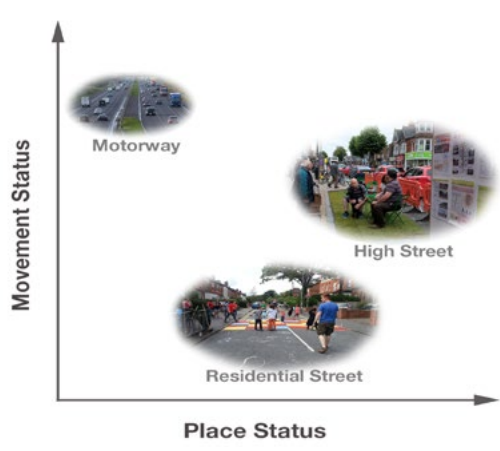 Movement Status
Motorway
High Street
Residential Street
Place Status